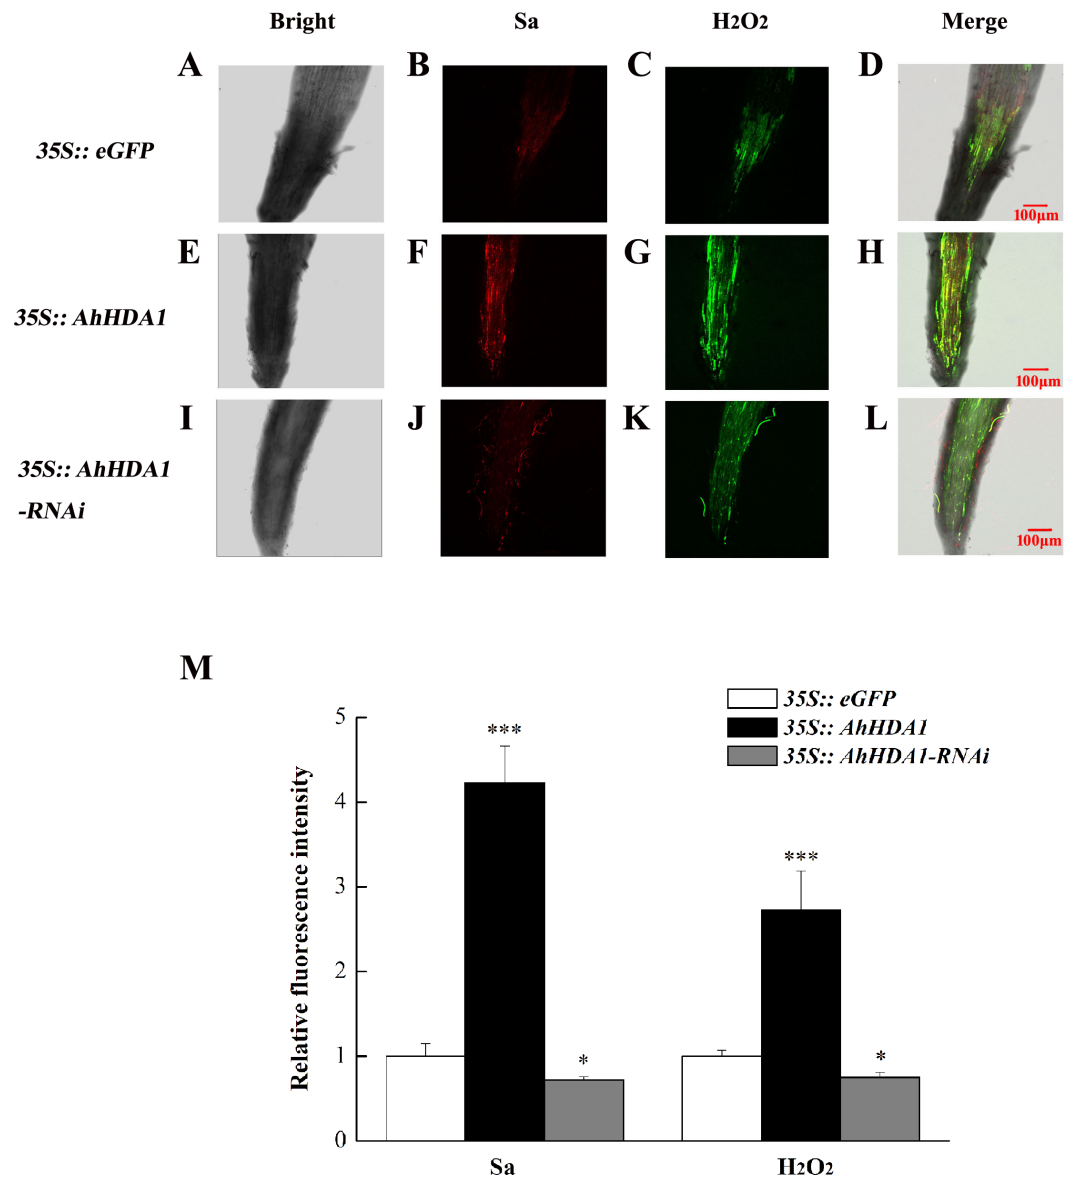 Bright Sa H2O2 Merge
A B C D
35S:: eGFP
100μm
E F G H
35S:: AhHDA1
100μm
I J K L
35S:: AhHDA1
-RNAi
100μm
M
35S:: eGFP
35S:: AhHDA1
35S:: AhHDA1-RNAi
Relative fluorescence intensity
5
4
3
2
1
0
***
*
***
*
Sa H2O2